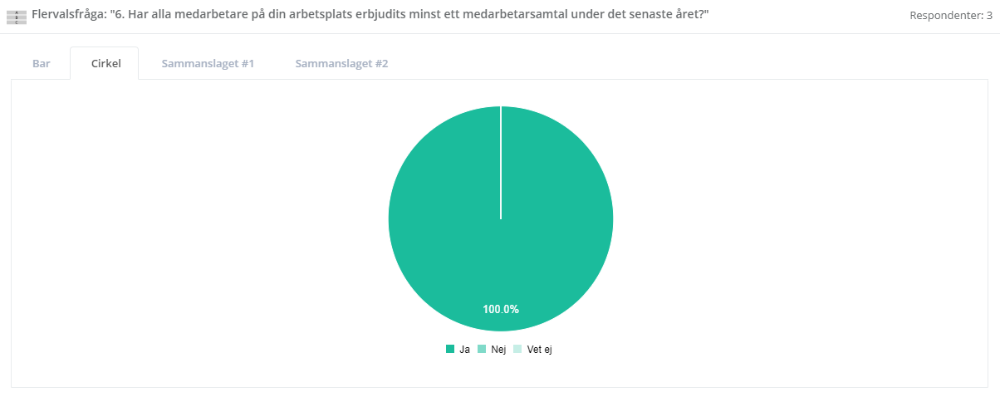 Flervalsfråga: "6. Har alla medarbetare på din arbetsplats erbjudits minst ett medarbetarsamtal under det senaste året?"
Respondenter: 3
Bar
Cirkel
Sammanslaget #1
Sammanslaget #2
100.0%
Ja
Nej
Vet ej